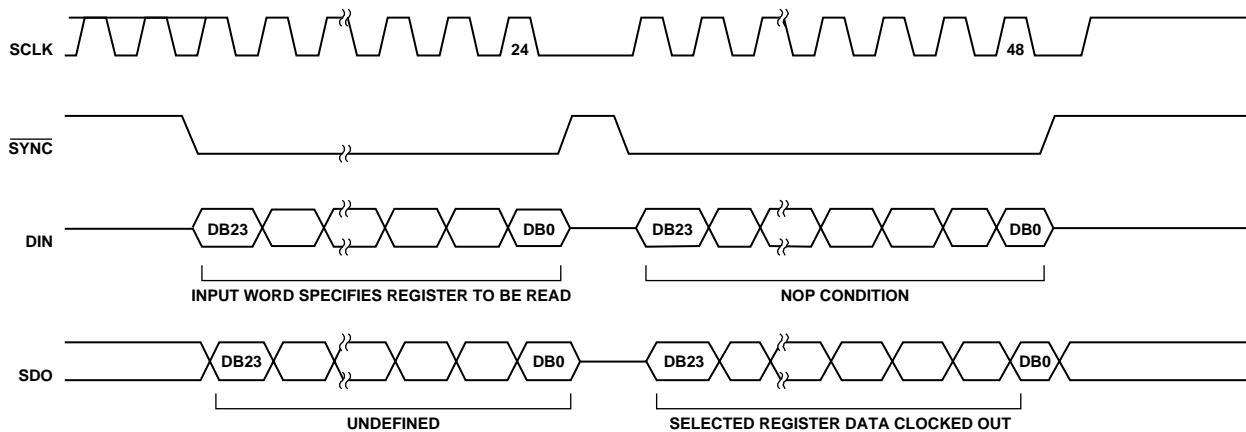 SCLK
24
48
SYNC
DIN
DB23
DB0
DB23
DB0
INPUT WORD SPECIFIES REGISTER TO BE READ
NOP CONDITION
SDO
DB23
DB0
DB23
DB0
UNDEFINED
SELECTED REGISTER DATA CLOCKED OUT